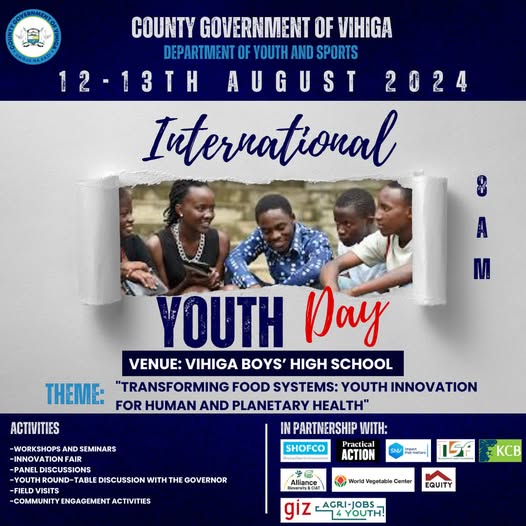 COUNTY GOVERNMENT OF VIHIGA
DEPARTMENT OF YOUTH AND SPORTS
12-13TH AUGUST 2024
International
8AM
YOUTH Day
VENUE: VIHIGA BOYS' HIGH SCHOOL
THEME: "TRANSFORMING FOOD SYSTEMS: YOUTH INNOVATION
FOR HUMAN AND PLANETARY HEALTH"
ACTIVITIES
-WORKSHOPS AND SEMINARS
-INNOVATION FAIR
-PANEL DISCUSSIONS
-YOUTH ROUND-TABLE DISCUSSION WITH THE GOVERNOR
-FIELD VISITS
-COMMUNITY ENGAGEMENT ACTIVITIES
IN PARTNERSHIP WITH:
SHOFCO
Practical
ACTION
KCB
Alliance
Bioversity & CIAT
World Vegetable Center
EQUITY
giz
AGRI-JOBS
4 YOUTH!